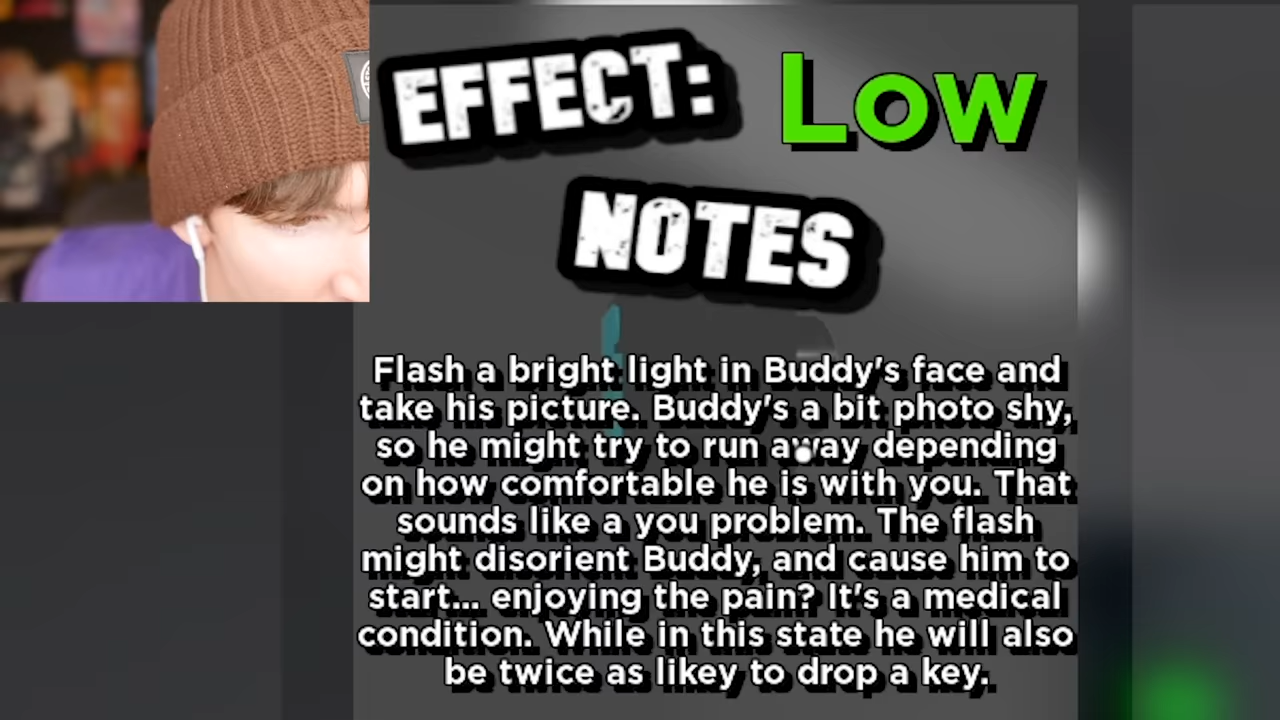 EFFECT: Low
NOTES
Flash a bright light in Buddy's face and
take his picture. Buddy's a bit photo shy,
so he might try to run away depending
on how comfortable he is with you. That
sounds like a you problem. The flash
might disorient Buddy, and cause him to
start... enjoying the pain? It's a medical
condition. While in this state he will also
be twice as likey to drop a key.